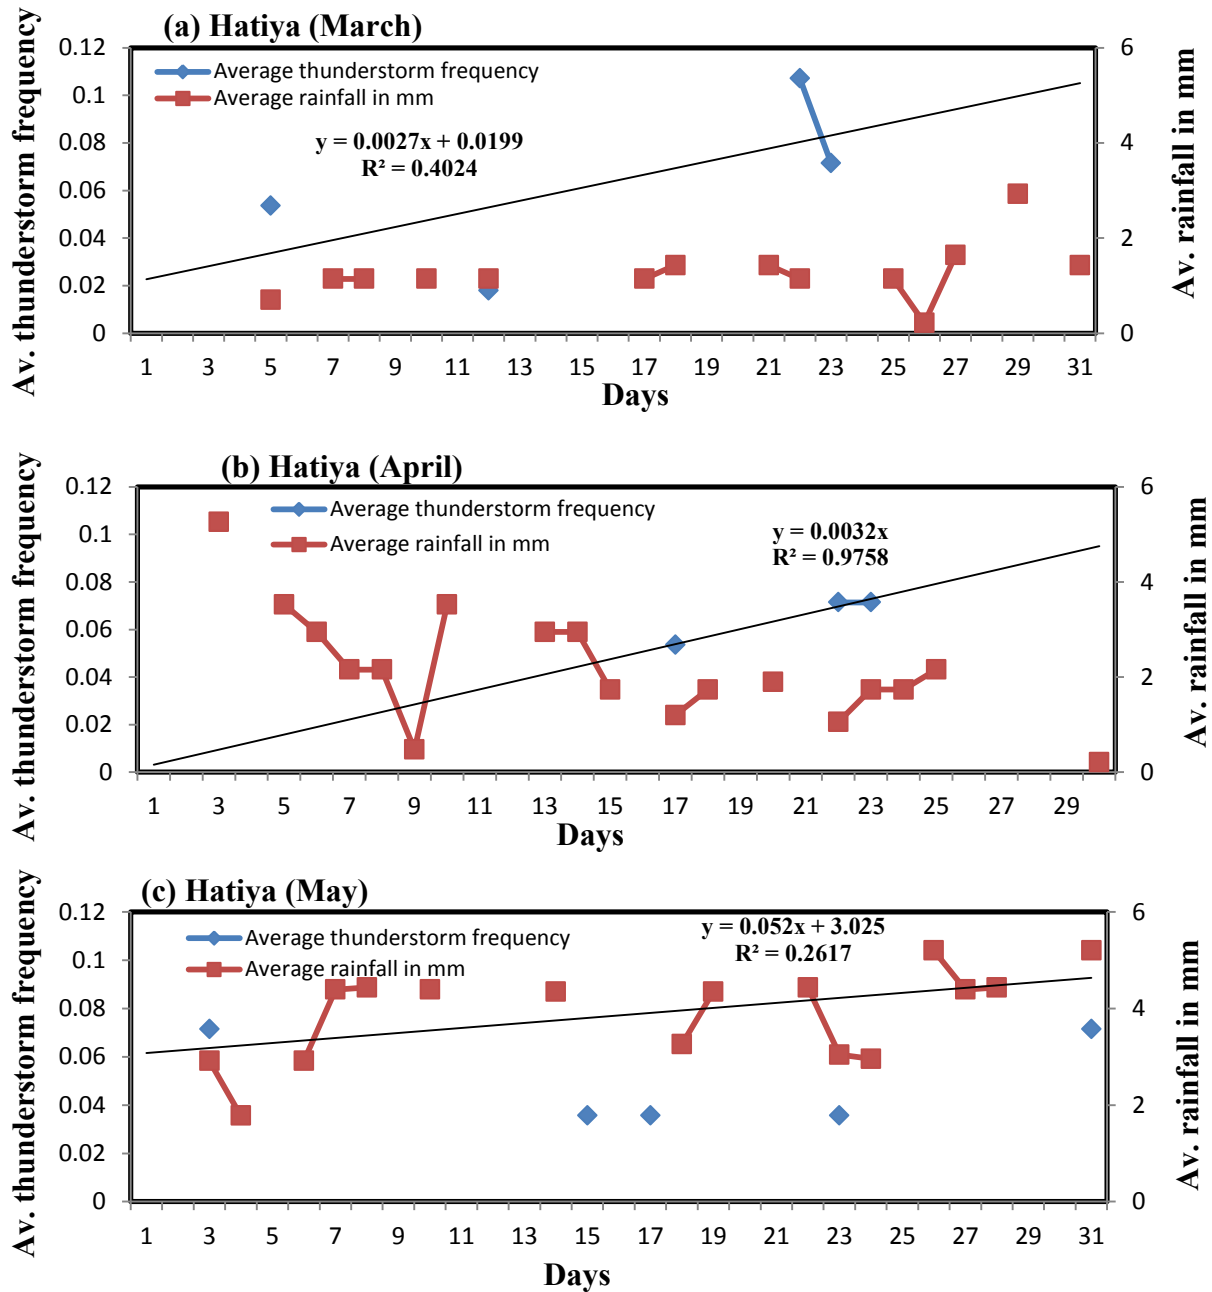 (a) Hatiya (March)
Av. thunderstorm frequency
0.12
0.1
0.08
0.06
0.04
0.02
0
Average thunderstorm frequency
Average rainfall in mm
y = 0.0027x + 0.0199
R² = 0.4024
6
4
2
0
Av. rainfall in mm
1 3 5 7 9 11 13 15 17 19 21 23 25 27 29 31
Days
(b) Hatiya (April)
Av. thunderstorm frequency
0.12
0.1
0.08
0.06
0.04
0.02
0
Average thunderstorm frequency
Average rainfall in mm
y = 0.0032x
R² = 0.9758
6
4
2
0
Av. rainfall in mm
1 3 5 7 9 11 13 15 17 19 21 23 25 27 29
Days
(c) Hatiya (May)
Av. thunderstorm frequency
0.12
0.1
0.08
0.06
0.04
0.02
0
Average thunderstorm frequency
Average rainfall in mm
y = 0.052x + 3.025
R² = 0.2617
6
4
2
0
Av. rainfall in mm
1 3 5 7 9 11 13 15 17 19 21 23 25 27 29 31
Days